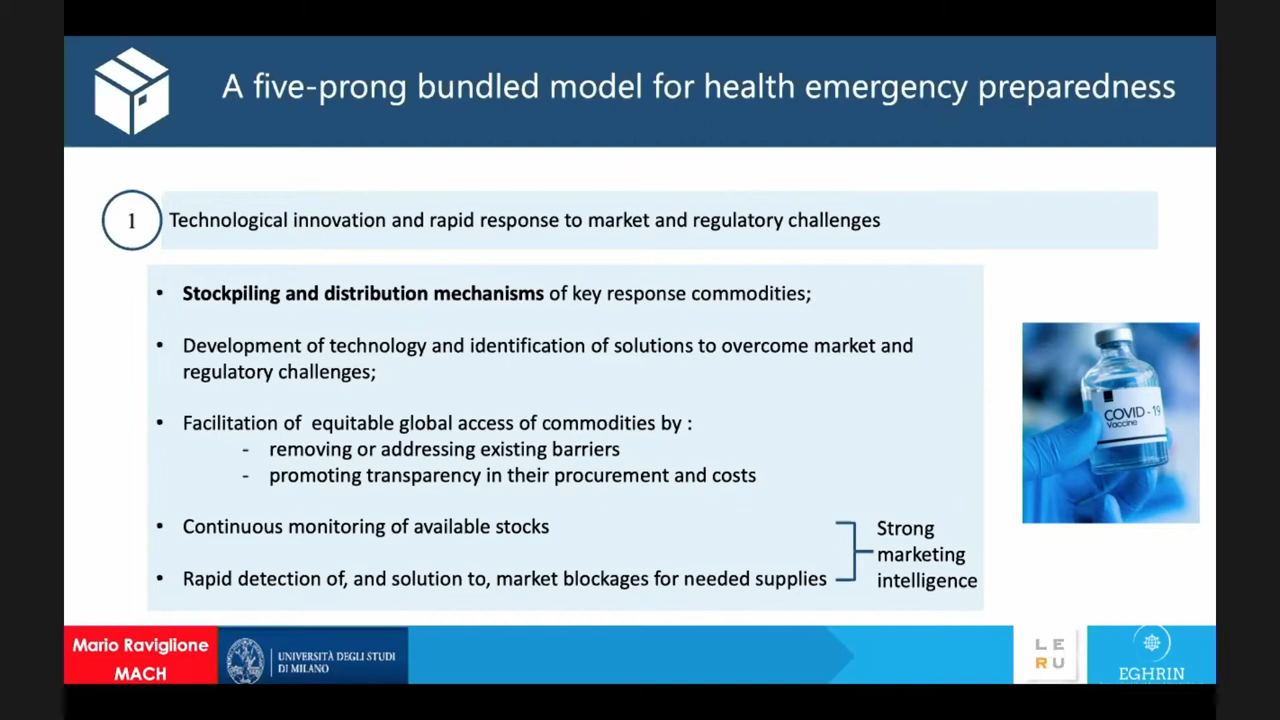 A five-prong bundled model for health emergency preparedness
1
Technological innovation and rapid response to market and regulatory challenges
• Stockpiling and distribution mechanisms of key response commodities;
• Development of technology and identification of solutions to overcome market and
regulatory challenges;
• Facilitation of equitable global access of commodities by :
- removing or addressing existing barriers
- promoting transparency in their procurement and costs
• Continuous monitoring of available stocks
• Rapid detection of, and solution to, market blockages for needed supplies
Strong
marketing
intelligence
COVID - 19
Vaccine
Mario Raviglione
MACH
UNIVERSITÀ DEGLI STUDI
DI MILANO
LE
RU
EGHRIN